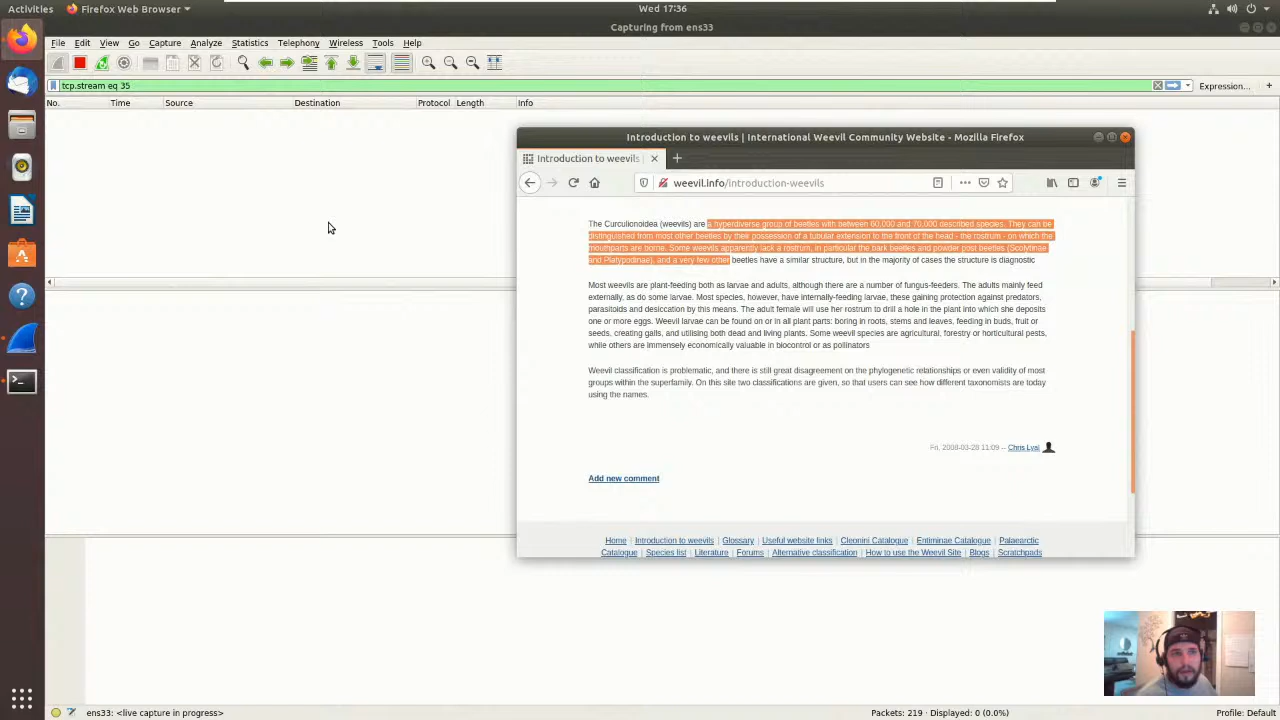 Activities Firefox Web Browser Wed 17:36
Capturing from ens33
File Edit View Go Capture Analyze Statistics Telephony Wireless Tools Help
tcp.stream eq 35 Expression... +
No. Time Source Destination Protocol Length Info
Introduction to weevils | International Weevil Community Website - Mozilla Firefox
Introduction to weevils
weevil.info/introduction-weevils
The Curculionoidea (weevils) are a hyperdiverse group of beetles with between 60,000 and 70,000 described species. They can be
distinguished from most other beetles by their possession of a tubular extension to the front of the head - the rostrum - on which the
mouthparts are borne. Some weevils apparently lack a rostrum, in particular the bark beetles and powder post beetles (Scolytinae
and Platypodinae), and a very few other beetles have a similar structure, but in the majority of cases the structure is diagnostic
Most weevils are plant-feeding both as larvae and adults, although there are a number of fungus-feeders. The adults mainly feed
externally, as do some larvae. Most species, however, have internally-feeding larvae, these gaining protection against predators,
parasitoids and desiccation by this means. The adult female will use her rostrum to drill a hole in the plant into which she deposits
one or more eggs. Weevil larvae can be found on or in all plant parts: boring in roots, stems and leaves, feeding in buds, fruit or
seeds, creating galls, and utilising both dead and living plants. Some weevil species are agricultural, forestry or horticultural pests,
while others are immensely economically valuable in biocontrol or as pollinators
Weevil classification is problematic, and there is still great disagreement on the phylogenetic relationships or even validity of most
groups within the superfamily. On this site two classifications are given, so that users can see how different taxonomists are today
using the names.
Fri, 2008-03-28 11:09 -- Chris Lyal
Add new comment
Home | Introduction to weevils | Glossary | Useful website links | Cleonini Catalogue | Entiminae Catalogue | Palaearctic
Catalogue | Species list | Literature | Forums | Alternative classification | How to use the Weevil Site | Blogs | Scratchpads
ens33: <live capture in progress> Packets: 219 · Displayed: 0 (0.0%) Profile: Default